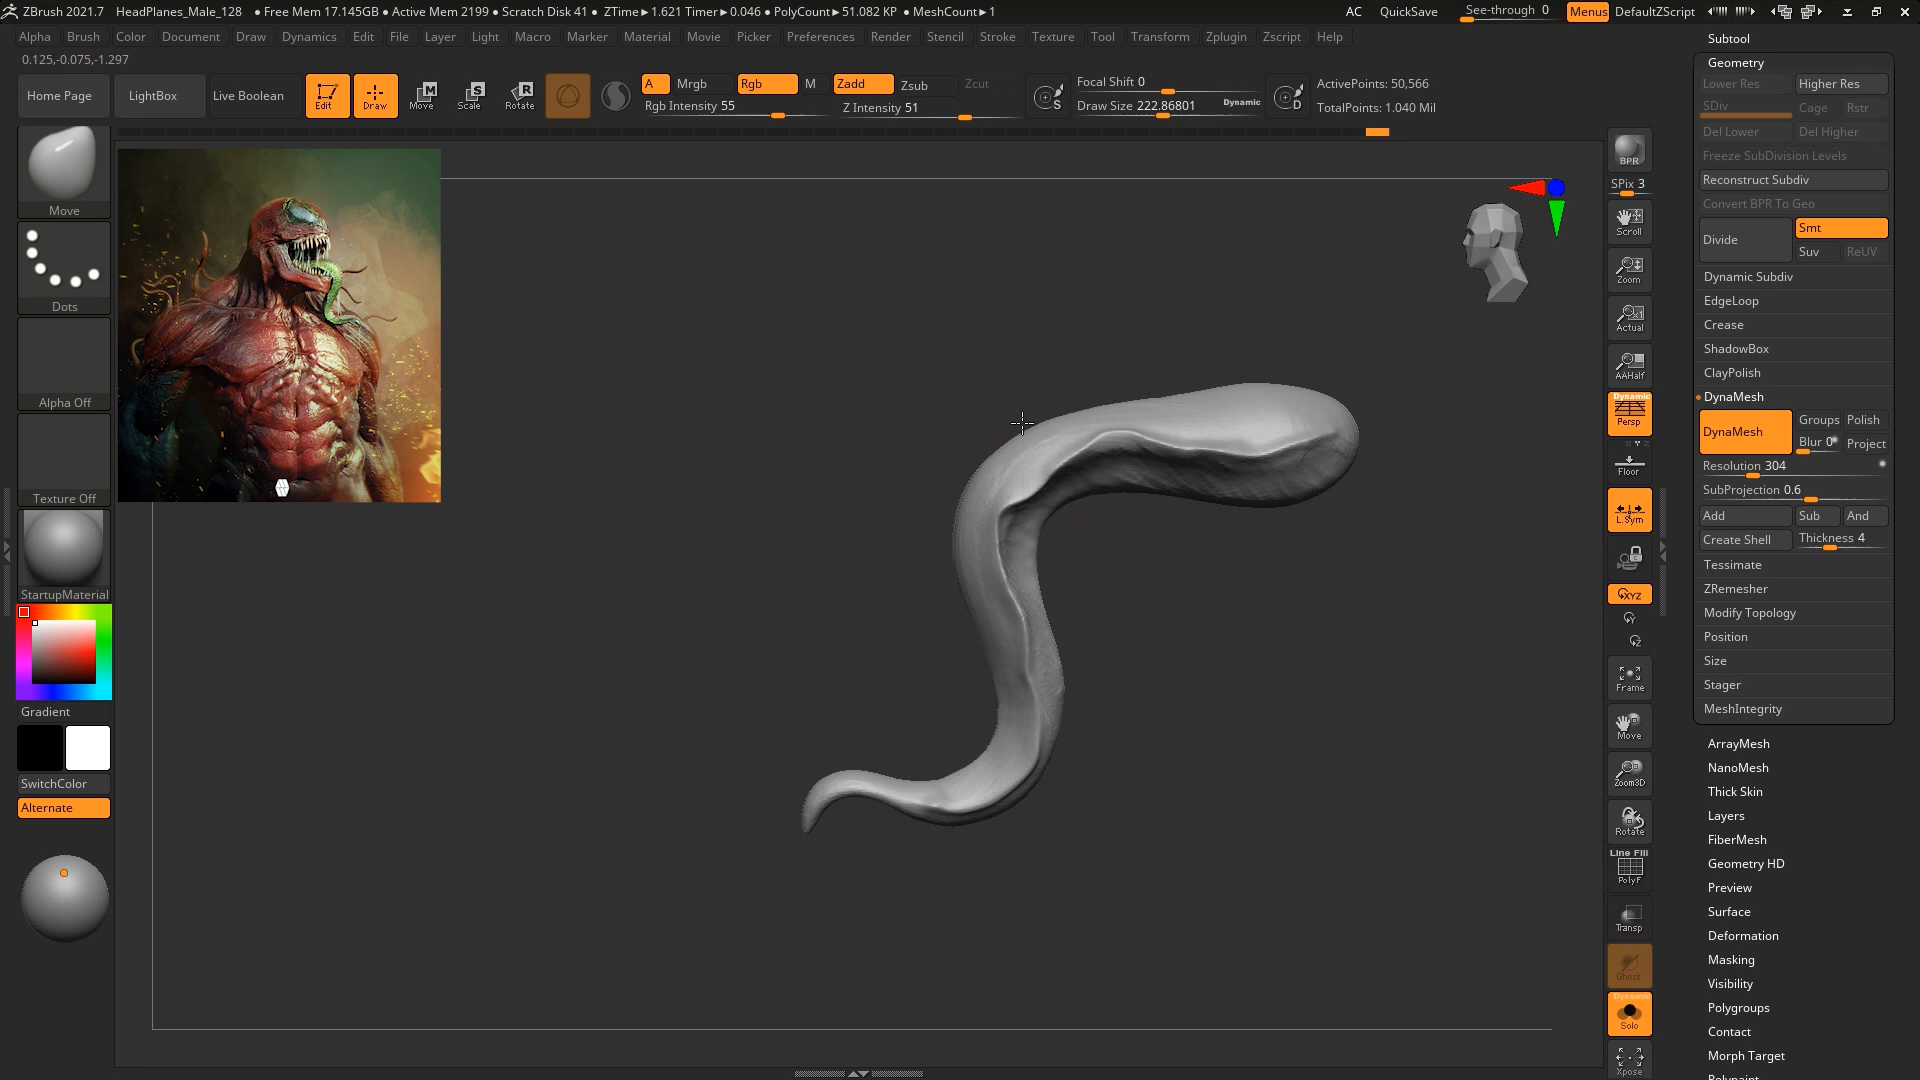 ZBrush 2021.7 HeadPlanes_Male_128 ● Free Mem 17.145GB ● Active Mem 2199 ● Scratch Disk 41 ● ZTime►1.621 Timer►0.046 ● PolyCount►51.082 KP ● MeshCount►1 AC QuickSave See-through 0 Menus DefaultZScript
Alpha Brush Color Document Draw Dynamics Edit File Layer Light Macro Marker Material Movie Picker Preferences Render Stencil Stroke Texture Tool Transform Zplugin Zscript Help
0.125,-0.075,-1.297
Home Page LightBox Live Boolean Edit Draw Move Scale Rotate
A Mrgb Rgb M Zadd Zsub Zcut
Rgb Intensity 55 Z Intensity 51
S Focal Shift 0
Draw Size 222.86801 Dynamic D
ActivePoints: 50,566
TotalPoints: 1.040 Mil
Move
Dots
Alpha Off
Texture Off
StartupMaterial
Gradient
SwitchColor
Alternate
BPR
SPix 3
Scroll
Zoom
Actual
AAHalf
Dynamic
Persp
Floor
L.Sym
XYZ
Y
Z
Frame
Move
Zoom3D
Rotate
Line Fill
PolyF
Transp
Ghost
Dynamic
Solo
Xpose
Subtool
Geometry
Lower Res Higher Res
SDiv Cage Rstr
Del Lower Del Higher
Freeze SubDivision Levels
Reconstruct Subdiv
Convert BPR To Geo
Divide Smt
Suv ReUV
Dynamic Subdiv
EdgeLoop
Crease
ShadowBox
ClayPolish
DynaMesh
DynaMesh Groups Polish
Blur 0 Project
Resolution 304
SubProjection 0.6
Add Sub And
Create Shell Thickness 4
Tessimate
ZRemesher
Modify Topology
Position
Size
Stager
MeshIntegrity
ArrayMesh
NanoMesh
Thick Skin
Layers
FiberMesh
Geometry HD
Preview
Surface
Deformation
Masking
Visibility
Polygroups
Contact
Morph Target
Polypaint